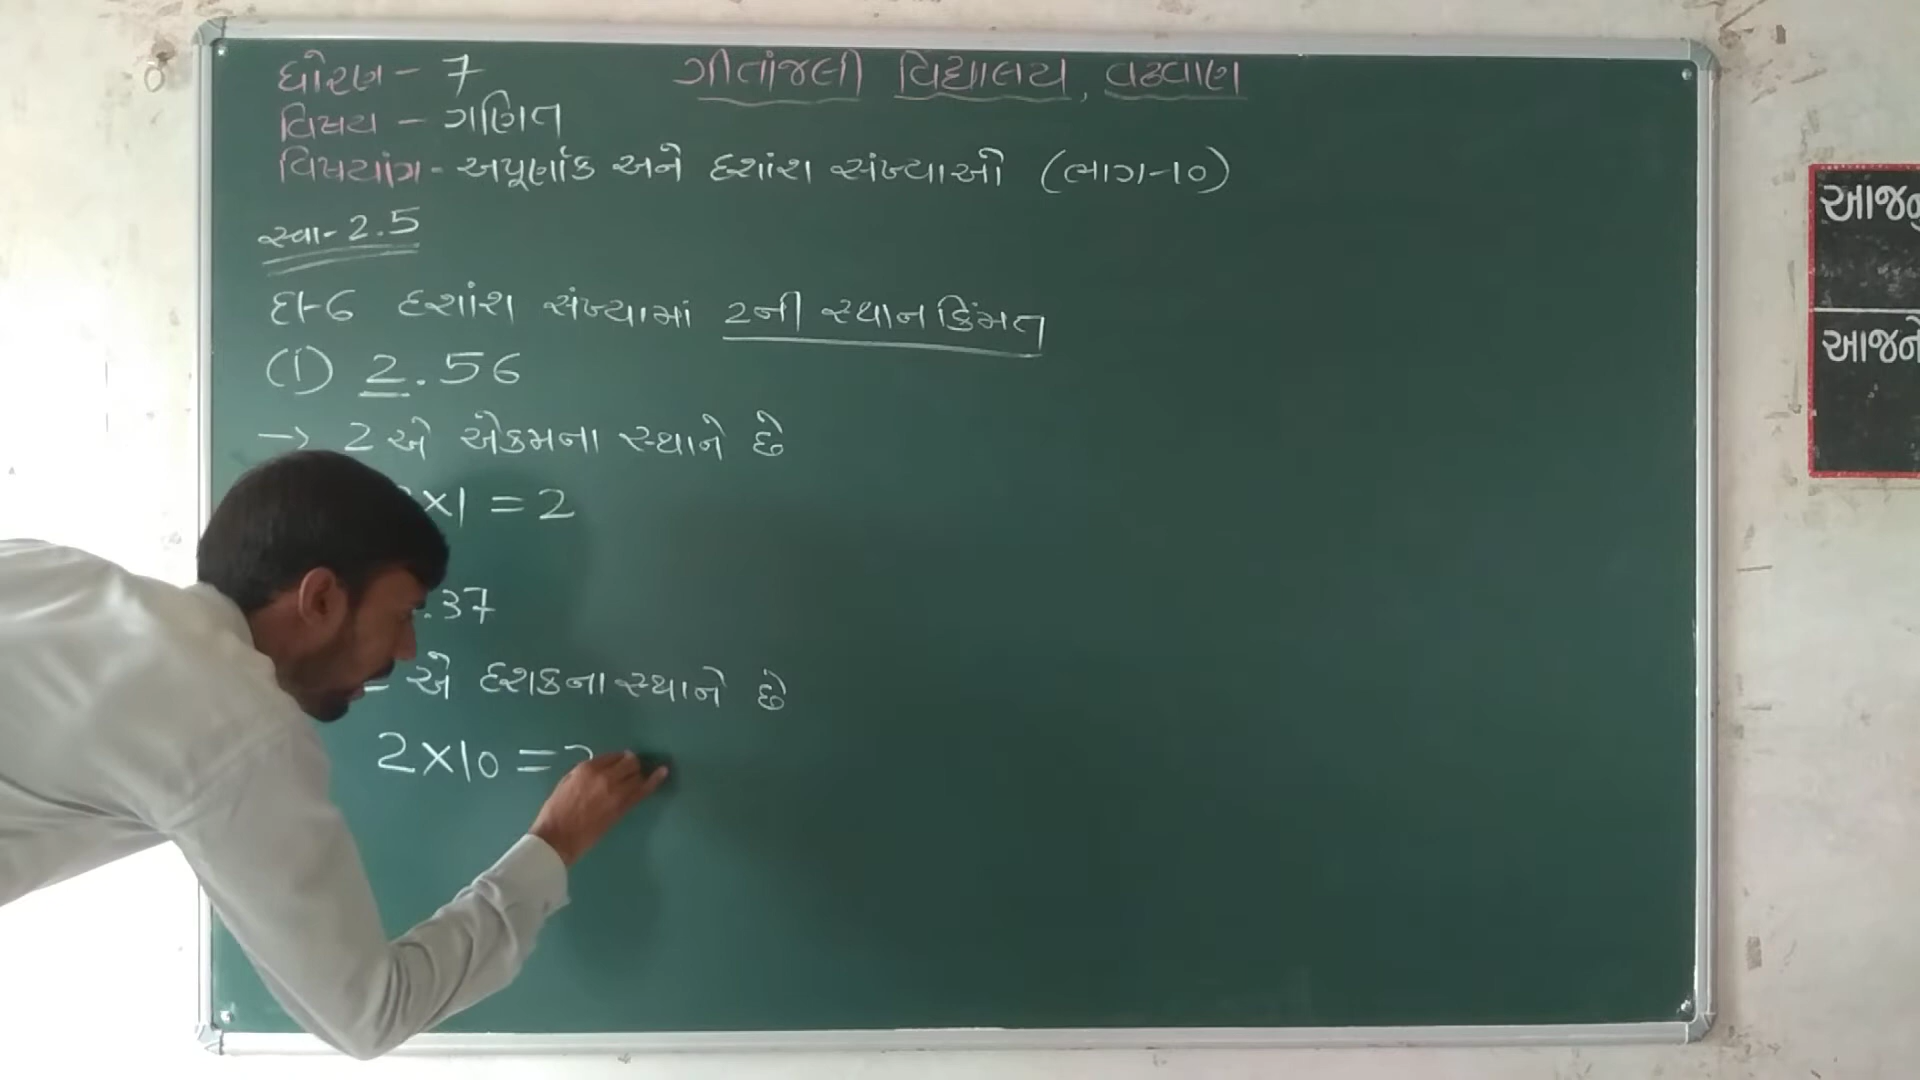 ધોરણ - 7
ગીતાંજલી વિદ્યાલય, વઢવાણ
વિષય - ગણિત
વિષયાંગ - અપૂર્ણાંક અને દશાંશ સંખ્યાઓ (ભાગ-૧૦)
સ્વા-2.5
દા-6 દશાંશ સંખ્યામાં 2ની સ્થાન કિંમત
(i) 2.56
→ 2 એ એકમના સ્થાને છે
×1 = 2
.37
એ દશકના સ્થાને છે
2×10 = 2
આજનુ
આજનો